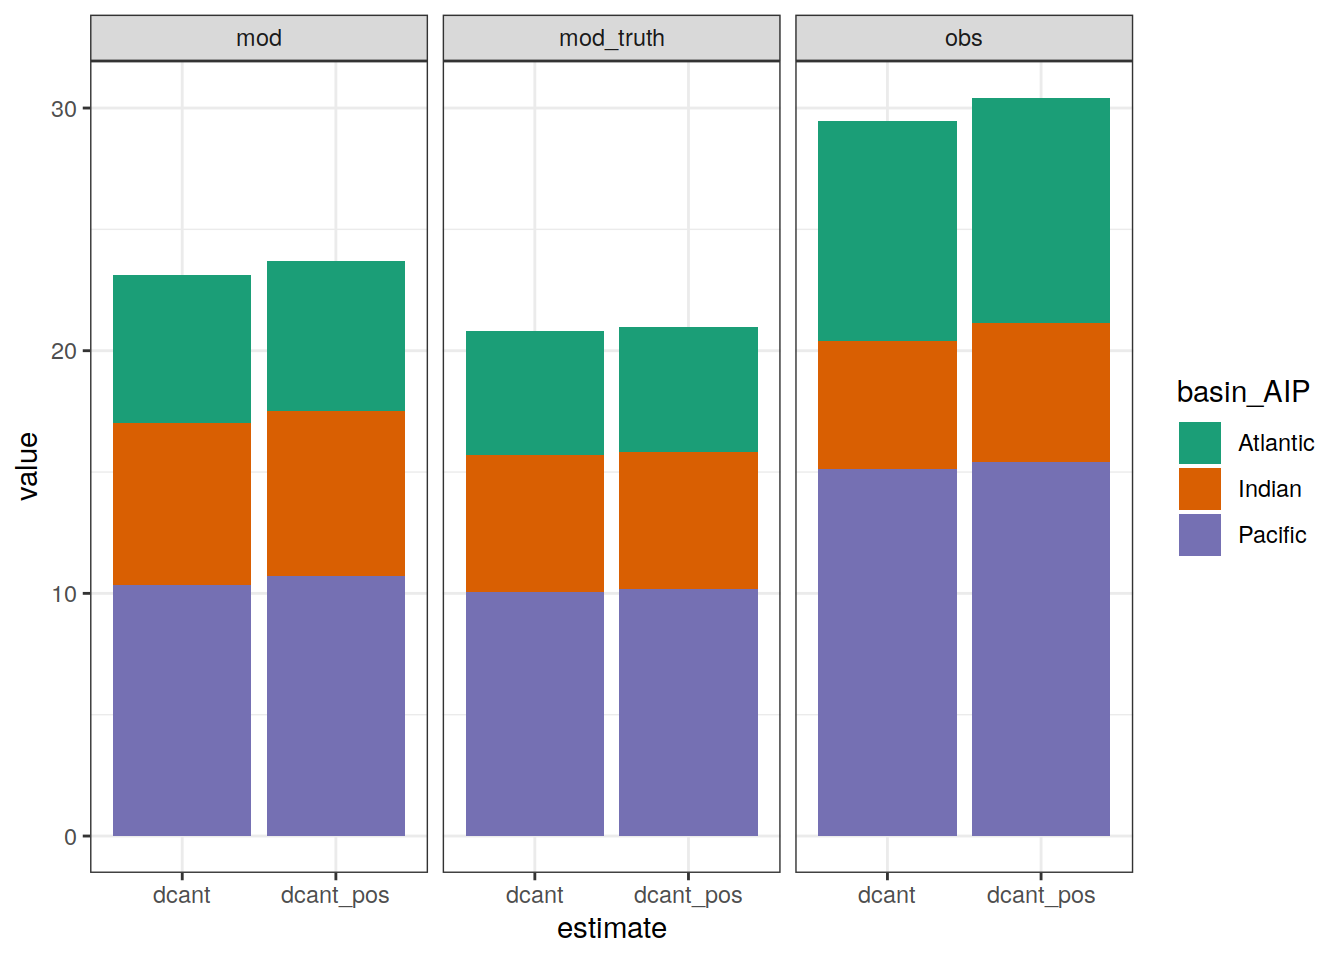 mod
mod_truth
obs
30
20
10
0
value
dcant
dcant_pos
dcant
dcant_pos
dcant
dcant_pos
estimate
basin_AIP
Atlantic
Indian
Pacific